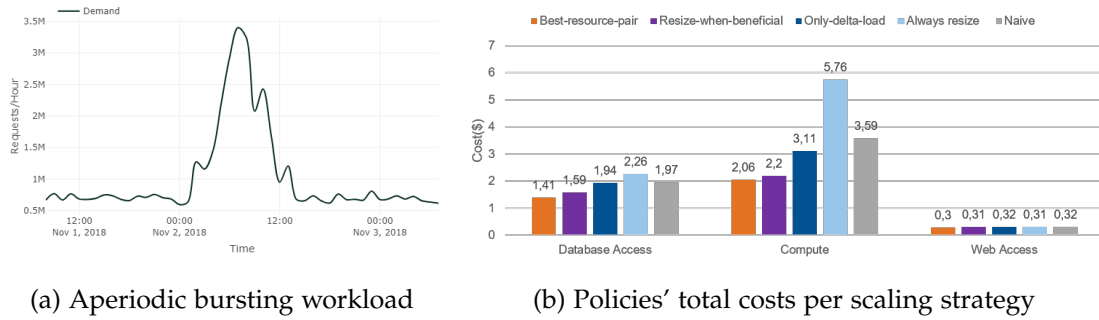 Demand
3.5M
3M
2.5M
2M
1.5M
1M
0.5M
Requests/Hour
12:00
Nov 1, 2018
00:00
Nov 2, 2018
12:00
00:00
Nov 3, 2018
Time
(a) Aperiodic bursting workload
Best-resource-pair Resize-when-beneficial Only-delta-load Always resize Naive
7
6
5
4
3
2
1
0
Cost($)
1,41 1,59 1,94 2,26 1,97
2,06 2,2 3,11 5,76 3,59
0,3 0,31 0,32 0,31 0,32
Database Access Compute Web Access
(b) Policies’ total costs per scaling strategy